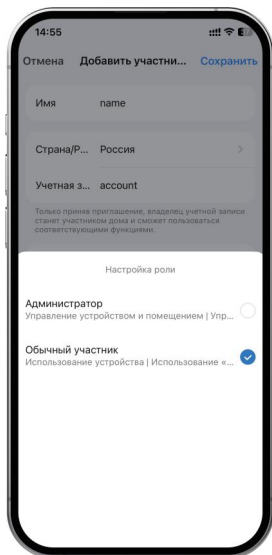 14:55
Отмена Добавить участни... Сохранить
Имя name
Страна/Р... Россия
Учетная з... account
Только приняв приглашение, владелец учетной записи
станет участником дома и сможет пользоваться
соответствующими функциями.
Настройка роли
Администратор
Управление устройством и помещением | Упр...
Обычный участник
Использование устройства | Использование «...